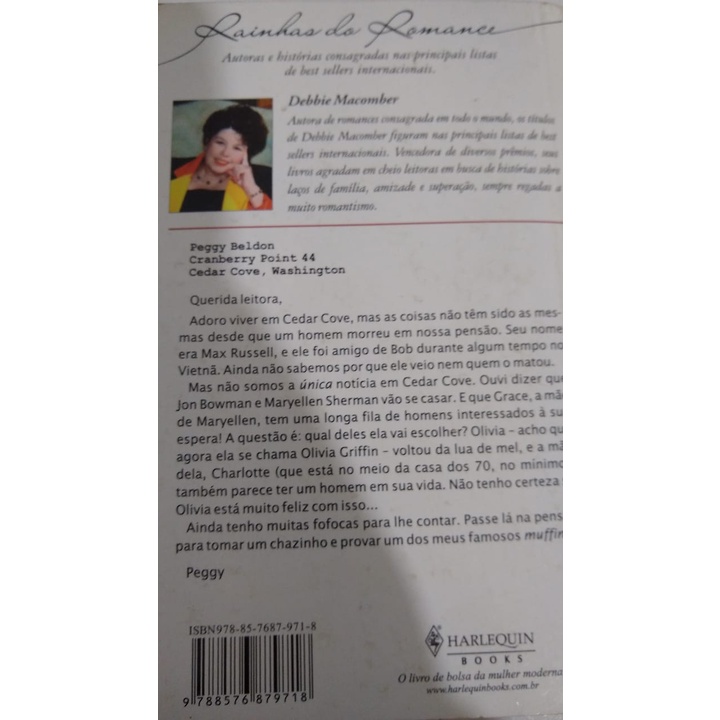 Rainhas do Romance
Autoras e histórias consagradas nas principais listas
de best sellers internacionais.
Debbie Macomber
Autora de romances consagrada em todo o mundo, os títulos
de Debbie Macomber figuram nas principais listas de best
sellers internacionais. Vencedora de diversos prêmios, seus
livros agradam em cheio leitoras em busca de histórias sobre
laços de família, amizade e superação, sempre regadas a
muito romantismo.
Peggy Beldon
Cranberry Point 44
Cedar Cove, Washington
Querida leitora,
Adoro viver em Cedar Cove, mas as coisas não têm sido as mes-
mas desde que um homem morreu em nossa pensão. Seu nome
era Max Russell, e ele foi amigo de Bob durante algum tempo no
Vietnã. Ainda não sabemos por que ele veio nem quem o matou.
Mas não somos a única notícia em Cedar Cove. Ouvi dizer que
Jon Bowman e Maryellen Sherman vão se casar. E que Grace, a mã
de Maryellen, tem uma longa fila de homens interessados à su
espera! A questão é: qual deles ela vai escolher? Olivia – acho qu
agora ela se chama Olivia Griffin – voltou da lua de mel, e a mã
dela, Charlotte (que está no meio da casa dos 70, no mínimo
também parece ter um homem em sua vida. Não tenho certeza
Olivia está muito feliz com isso...
Ainda tenho muitas fofocas para lhe contar. Passe lá na pens
para tomar um chazinho e provar um dos meus famosos muffin
Peggy
ISBN978-85-7687-971-8
9 788576 879718
HARLEQUIN
BOOKS
O livro de bolsa da mulher moderna
www.harlequinbooks.com.br